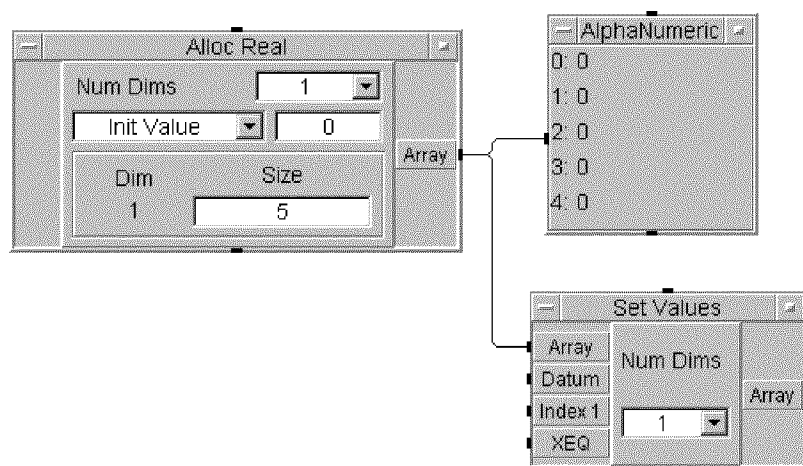 Alloc Real
Num Dims 1
Init Value 0
Dim Size
1 5
Array
AlphaNumeric
0: 0
1: 0
2: 0
3: 0
4: 0
Set Values
Array
Datum
Index 1
XEQ
Num Dims
1
Array